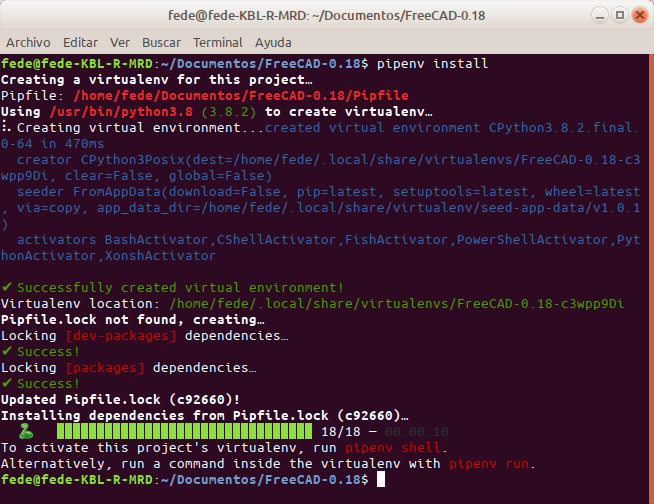 fede@fede-KBL-R-MRD: ~/Documentos/FreeCAD-0.18
Archivo Editar Ver Buscar Terminal Ayuda
fede@fede-KBL-R-MRD:~/Documentos/FreeCAD-0.18$ pipenv install
Creating a virtualenv for this project…
Pipfile: /home/fede/Documentos/FreeCAD-0.18/Pipfile
Using /usr/bin/python3.8 (3.8.2) to create virtualenv…
⠧ Creating virtual environment...created virtual environment CPython3.8.2.final.
0-64 in 470ms
  creator CPython3Posix(dest=/home/fede/.local/share/virtualenvs/FreeCAD-0.18-c3
wpp9Di, clear=False, global=False)
  seeder FromAppData(download=False, pip=latest, setuptools=latest, wheel=latest
, via=copy, app_data_dir=/home/fede/.local/share/virtualenv/seed-app-data/v1.0.1
)
  activators BashActivator,CShellActivator,FishActivator,PowerShellActivator,Pyt
honActivator,XonshActivator
✔ Successfully created virtual environment!
Virtualenv location: /home/fede/.local/share/virtualenvs/FreeCAD-0.18-c3wpp9Di
Pipfile.lock not found, creating…
Locking [dev-packages] dependencies…
✔ Success!
Locking [packages] dependencies…
✔ Success!
Updated Pipfile.lock (c92660)!
Installing dependencies from Pipfile.lock (c92660)…
🐍 ▉▉▉▉▉▉▉▉▉▉▉▉▉▉▉▉▉▉▉▉▉▉▉▉▉▉▉▉▉▉▉▉ 18/18 — 00:00:10
To activate this project's virtualenv, run pipenv shell.
Alternatively, run a command inside the virtualenv with pipenv run.
fede@fede-KBL-R-MRD:~/Documentos/FreeCAD-0.18$